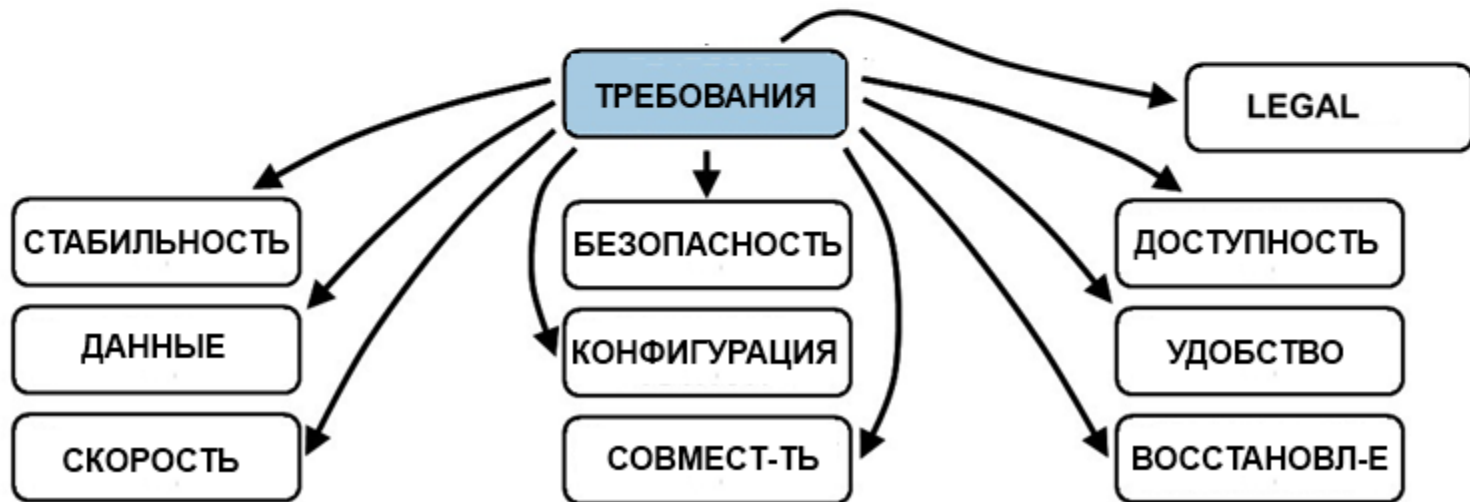 ТРЕБОВАНИЯ
LEGAL
СТАБИЛЬНОСТЬ
БЕЗОПАСНОСТЬ
ДОСТУПНОСТЬ
ДАННЫЕ
КОНФИГУРАЦИЯ
УДОБСТВО
СКОРОСТЬ
СОВМЕСТ-ТЬ
ВОССТАНОВЛ-Е